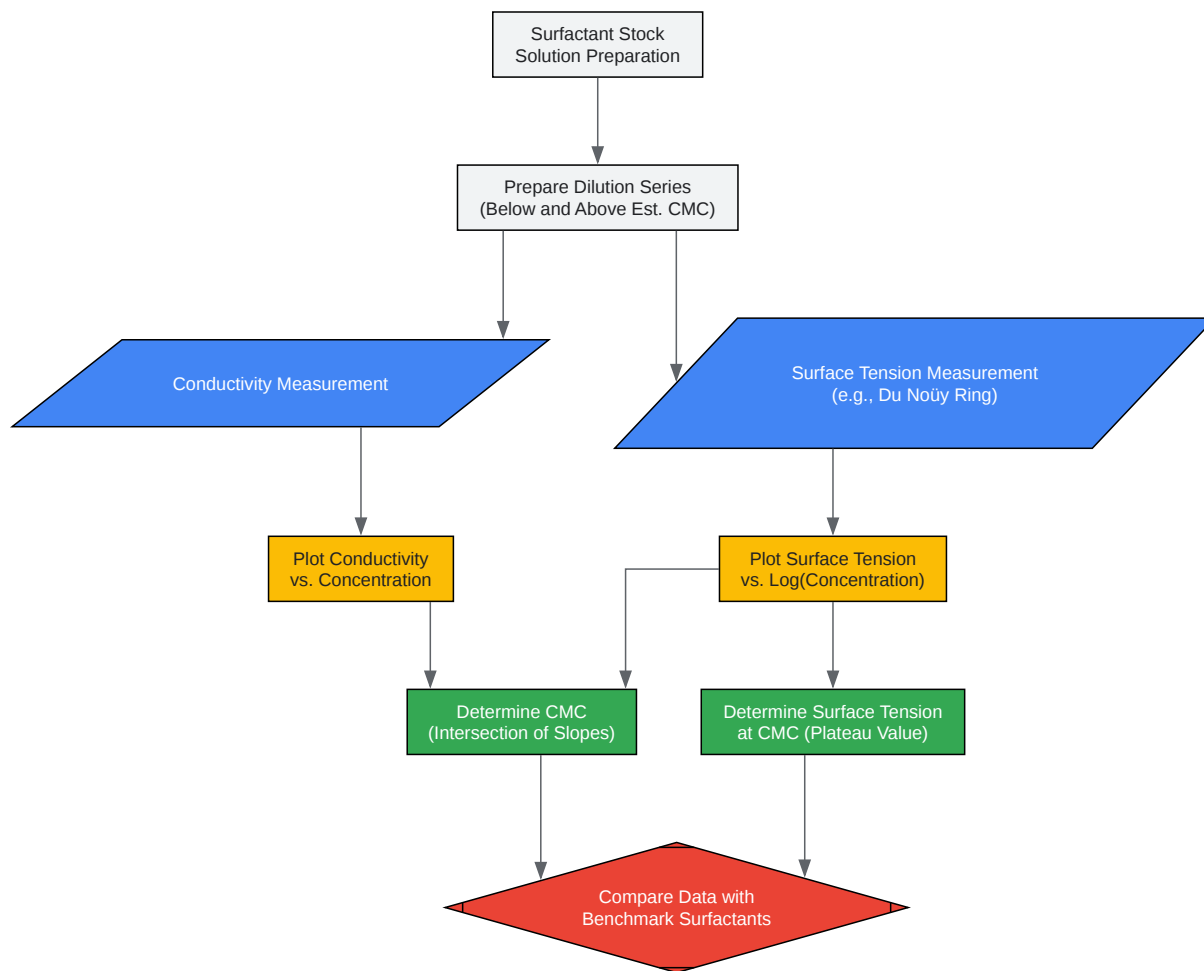 Surfactant Stock
Solution Preparation
Prepare Dilution Series
(Below and Above Est. CMC)
Conductivity Measurement
Surface Tension Measurement
(e.g., Du Noüy Ring)
Plot Conductivity
vs. Concentration
Plot Surface Tension
vs. Log(Concentration)
Determine CMC
(Intersection of Slopes)
Determine Surface Tension
at CMC (Plateau Value)
Compare Data with
Benchmark Surfactants